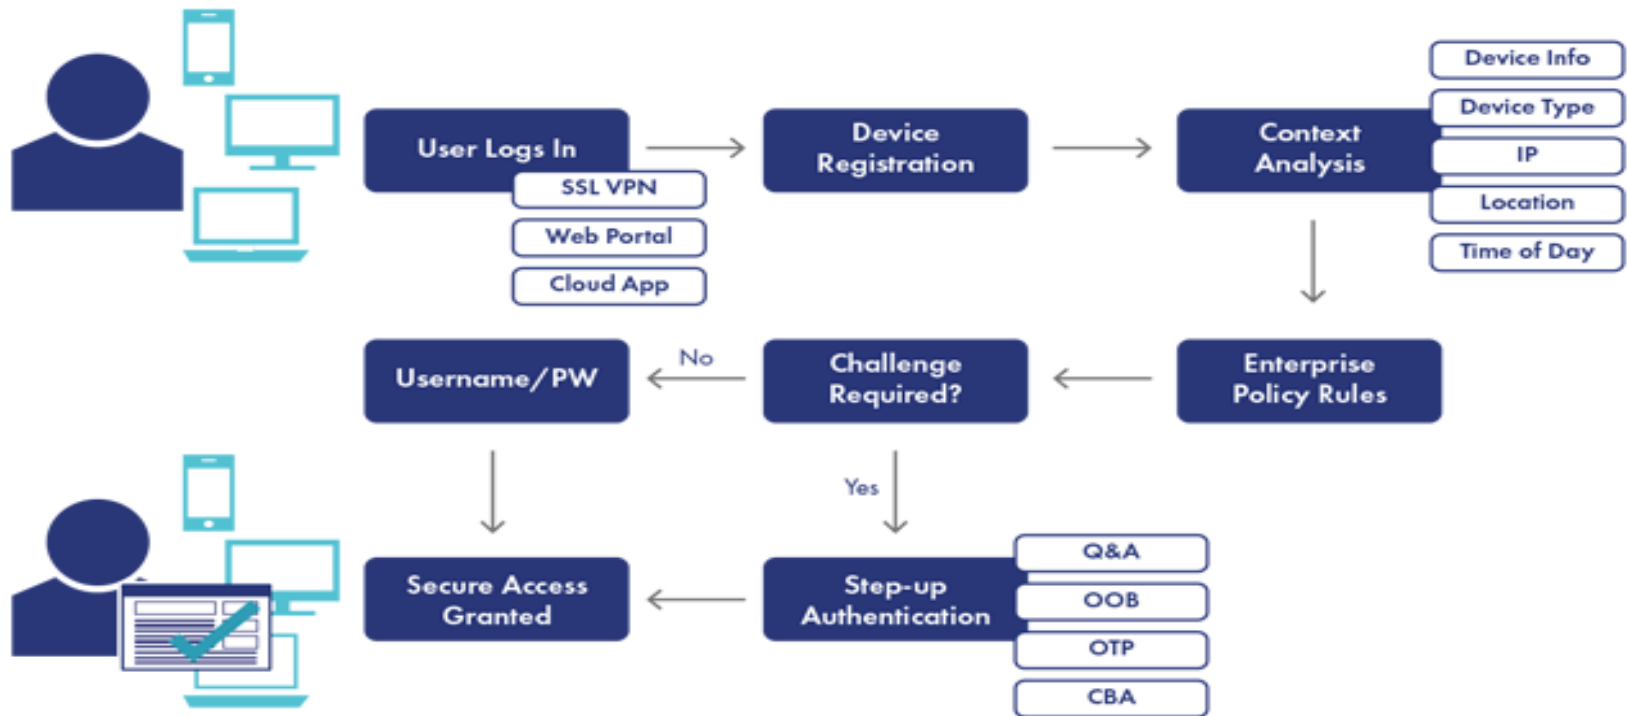 User Logs In
SSL VPN
Web Portal
Cloud App
Device
Registration
Context
Analysis
Device Info
Device Type
IP
Location
Time of Day
Enterprise
Policy Rules
Challenge
Required?
No
Username/PW
Yes
Step-up
Authentication
Q&A
OOB
OTP
CBA
Secure Access
Granted